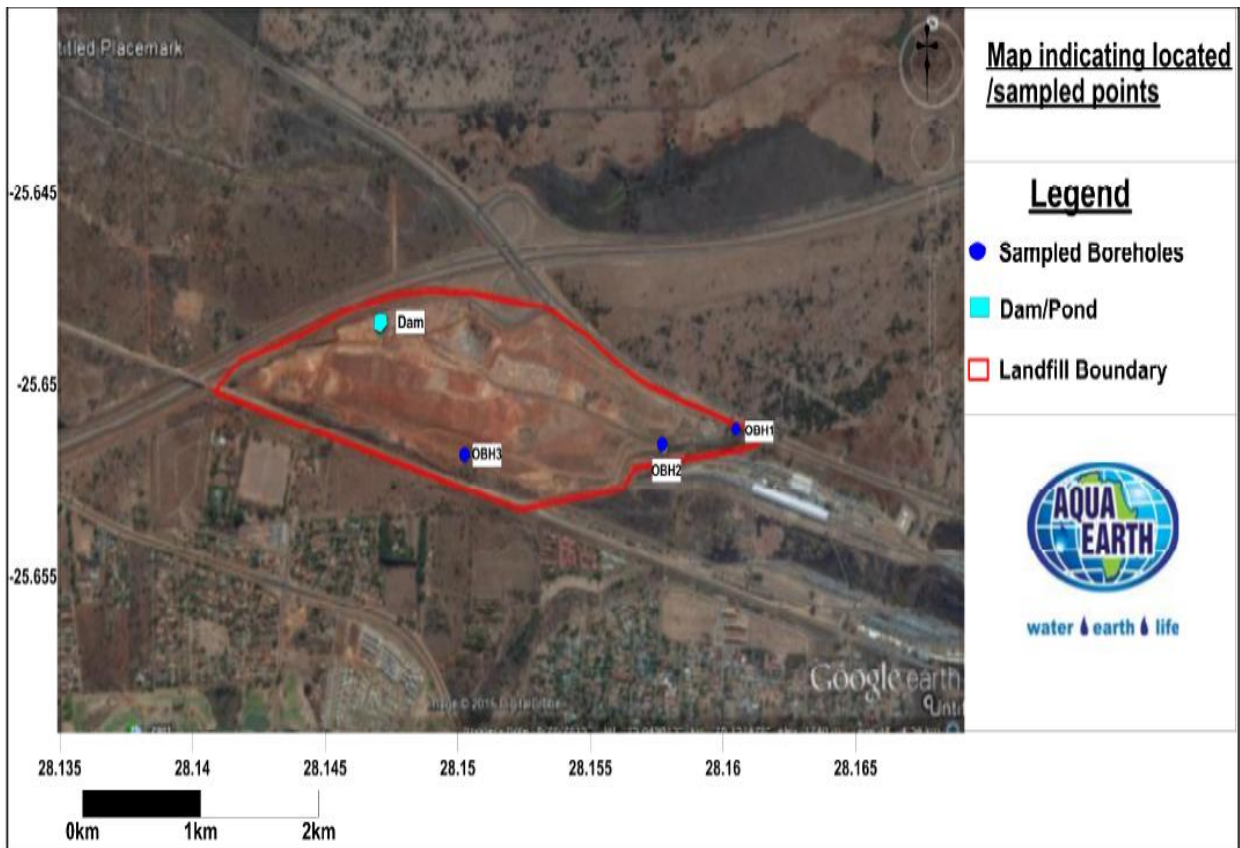 titled Placemark
Map indicating located
/sampled points
Legend
Sampled Boreholes
Dam/Pond
Landfill Boundary
AQUA
EARTH
water earth life
-25.645
-25.65
-25.655
Dam
OBH1
OBH2
OBH3
Google earth
28.135
28.14
28.145
28.15
28.155
28.16
28.165
0km
1km
2km